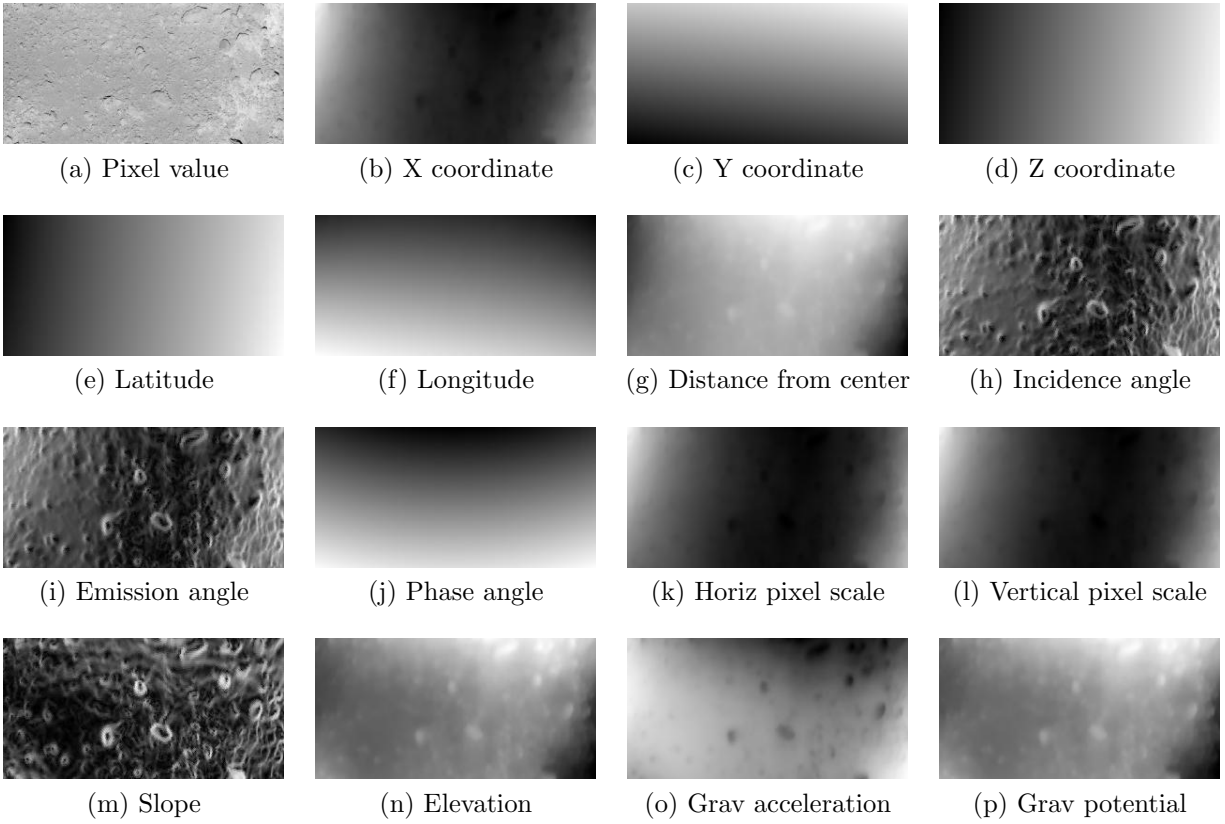 (a) Pixel value
(b) X coordinate
(c) Y coordinate
(d) Z coordinate
(e) Latitude
(f) Longitude
(g) Distance from center
(h) Incidence angle
(i) Emission angle
(j) Phase angle
(k) Horiz pixel scale
(l) Vertical pixel scale
(m) Slope
(n) Elevation
(o) Grav acceleration
(p) Grav potential